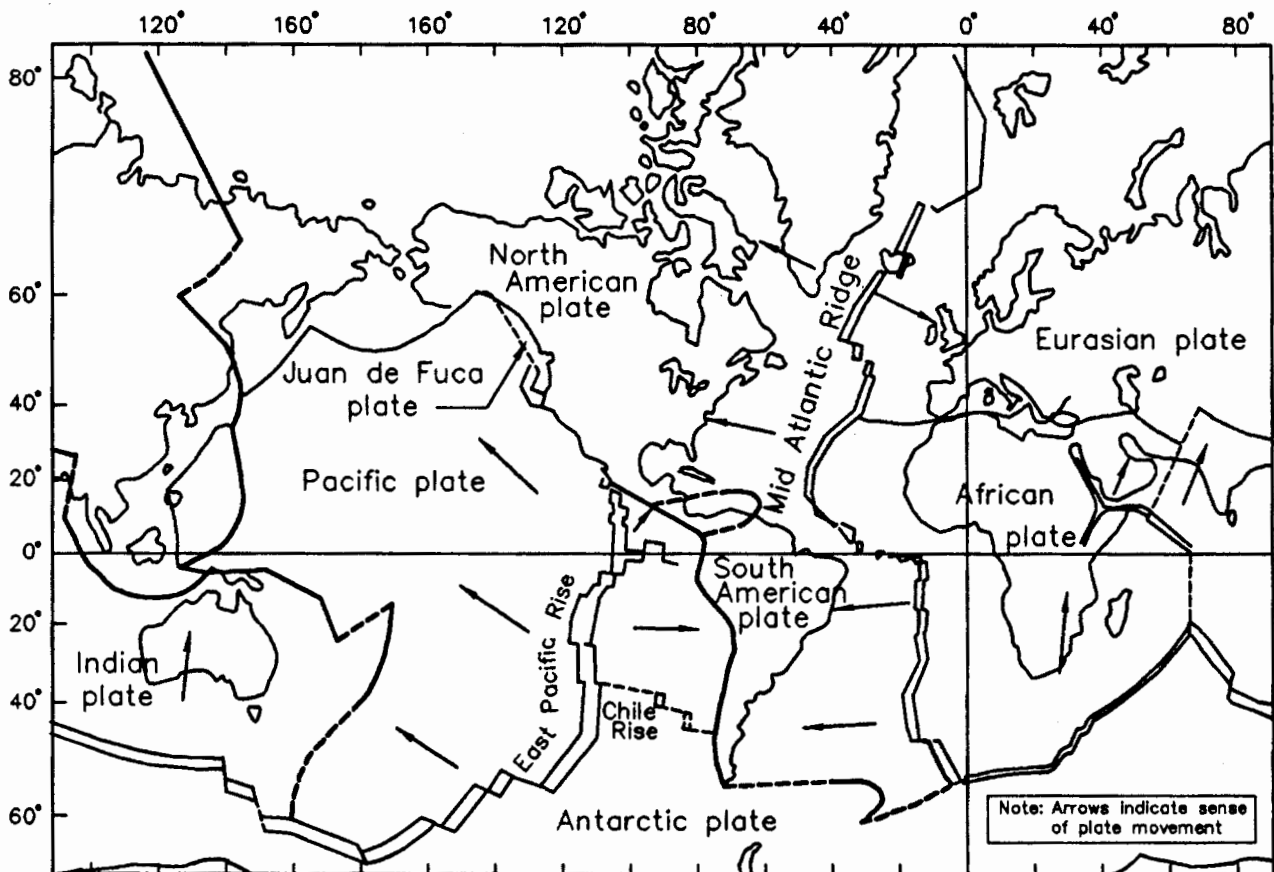 120° 160° 160° 120° 80° 40° 0° 40° 80°
80°
60°
40°
20°
0°
20°
40°
60°
North
American
plate
Juan de Fuca
plate
Pacific plate
Mid Atlantic Ridge
Eurasian plate
African
plate
South
American
plate
East Pacific Rise
Chile
Rise
Indian
plate
Antarctic plate
Note: Arrows indicate sense
of plate movement